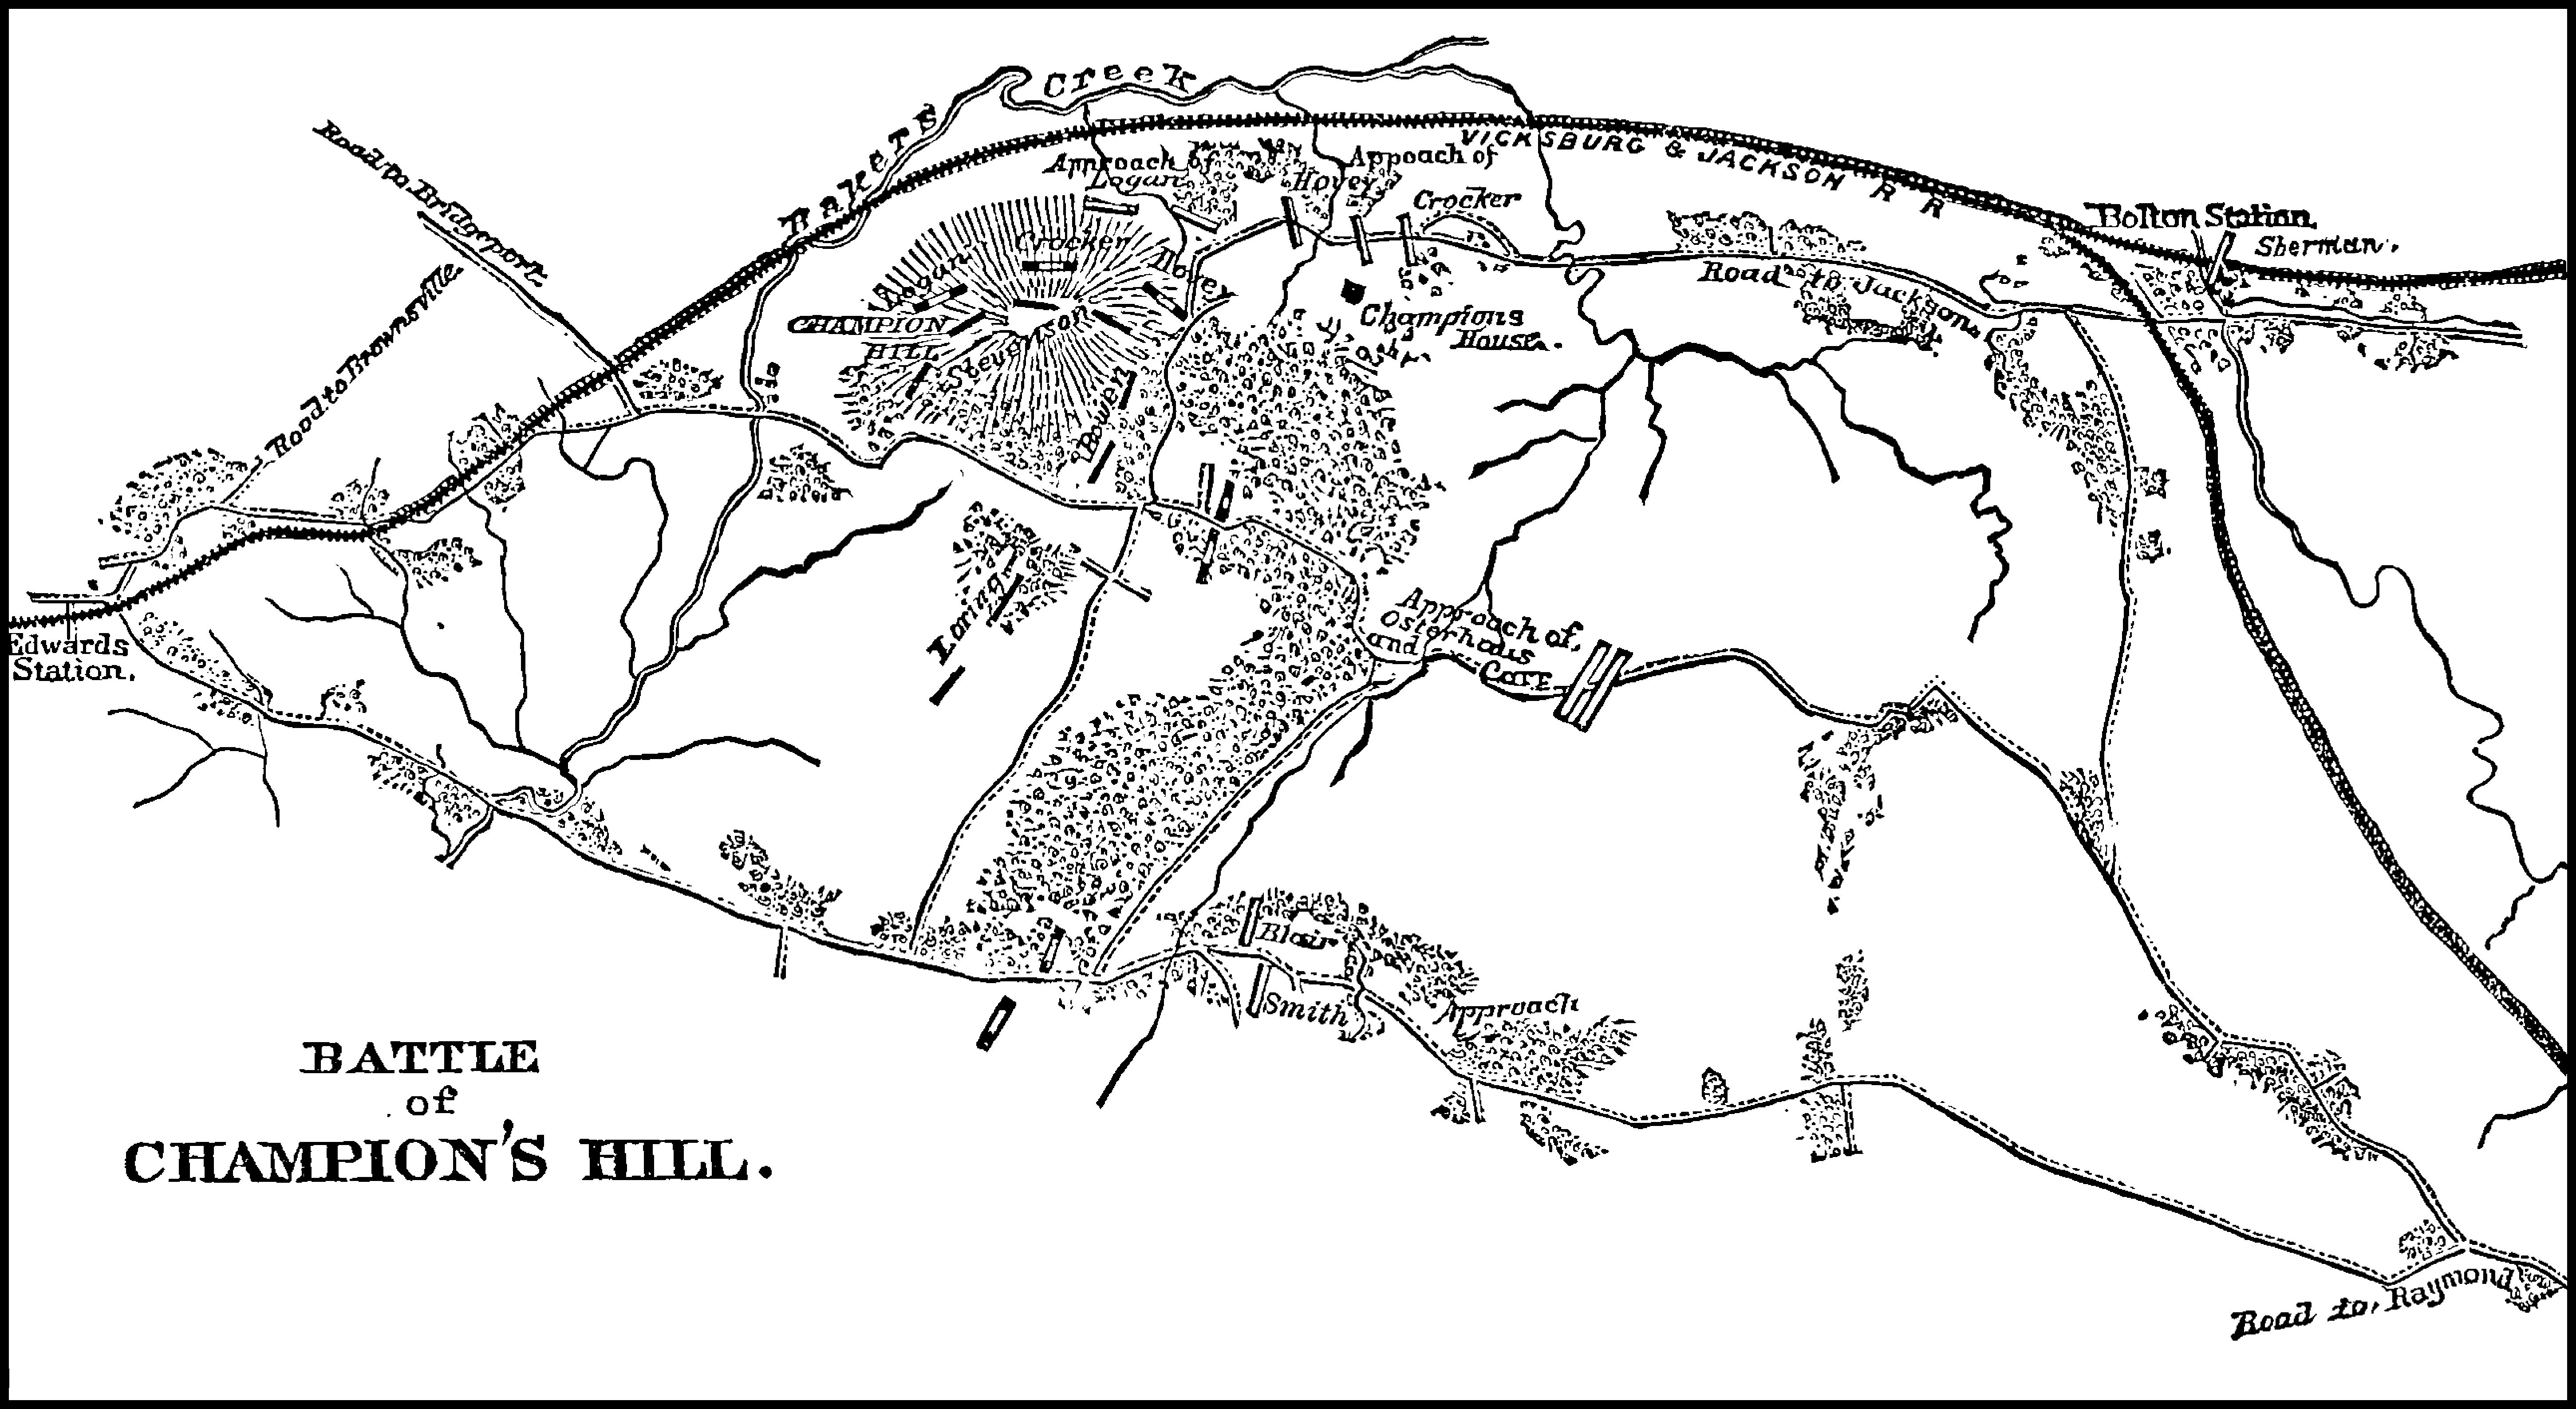 Creek
Bakers
VICKSBURG & JACKSON R R
Road to Bridgeport.
Approach of
Logan
Appoach of
Hovey
Crocker
Bolton Station.
Sherman.
Crocker
Logan
Hovey
Road to Jackson
CHAMPION
HILL
Stevenson
Champions
House.
Road to Brownsville
Bowen
Loring
Edwards
Station.
Approach of
Osterhaus
and
Carr
Blair
Smith
Approach
BATTLE
of
CHAMPION'S HILL.
Road to, Raymond